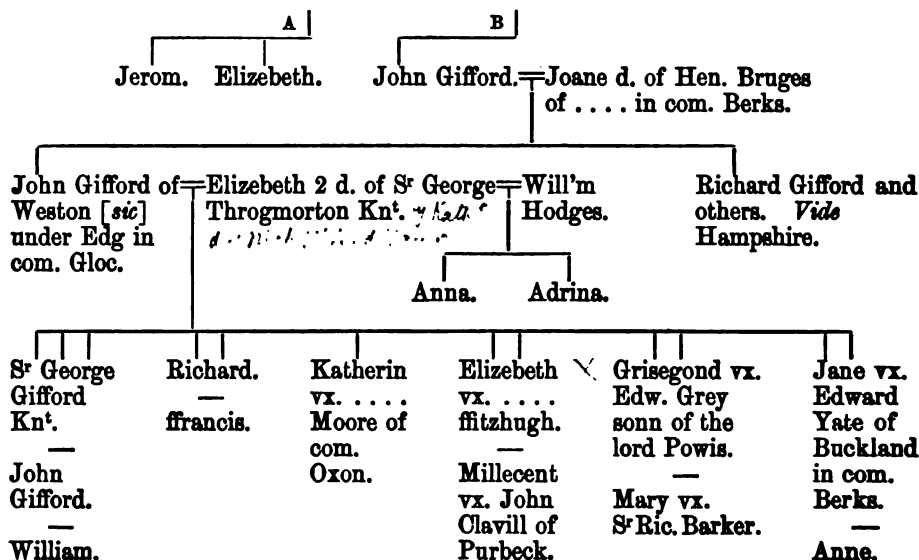 A B
Jerom. Elizebeth. John Gifford.=Joane d. of Hen. Bruges
of .... in com. Berks.
John Gifford of=Elizebeth 2 d. of Sʳ George=Will'm
Weston [sic] Throgmorton Knᵗ. Hodges.
under Edg in
com. Gloc.
Richard Gifford and
others. Vide
Hampshire.
Anna. Adrina.
Sʳ George
Gifford
Knᵗ.
—
John
Gifford.
—
William.
Richard.
—
ffrancis.
Katherin
vx. .....
Moore of
com.
Oxon.
Elizebeth
vx. .....
ffitzhugh.
—
Millecent
vx. John
Clavill of
Purbeck.
Grisegond vx.
Edw. Grey
sonn of the
lord Powis.
—
Mary vx.
Sʳ Ric. Barker.
Jane vx.
Edward
Yate of
Buckland
in com.
Berks.
—
Anne.